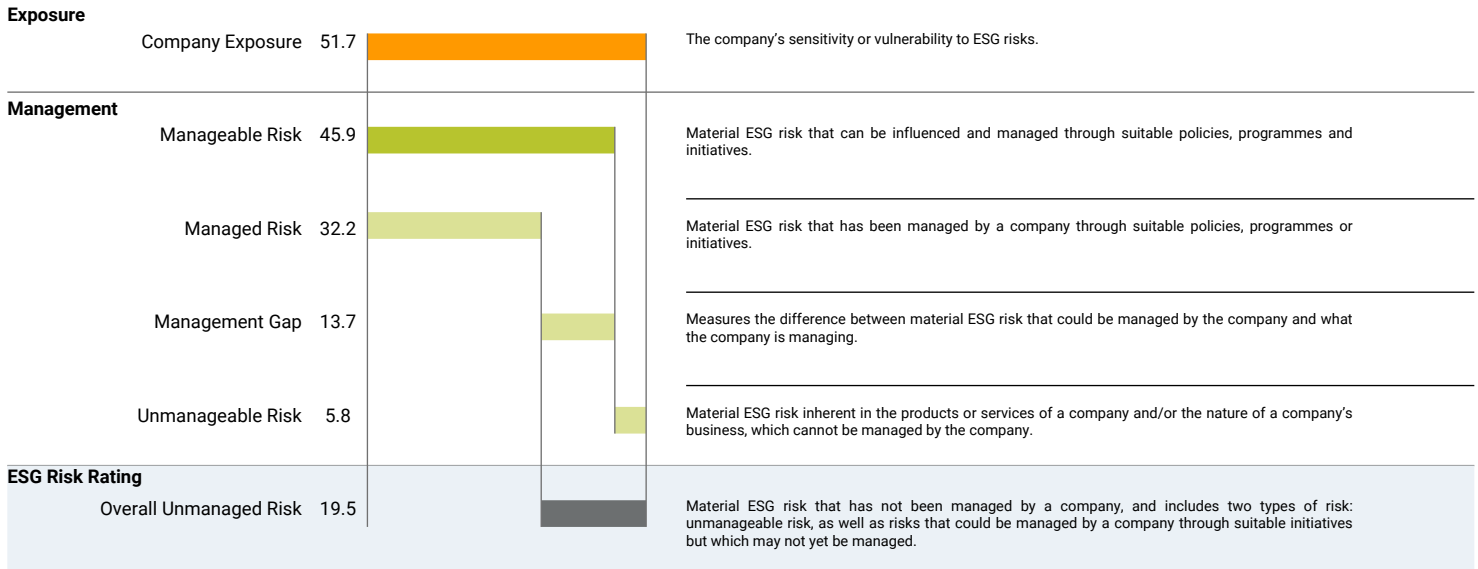 Exposure
Company Exposure 51.7
The company's sensitivity or vulnerability to ESG risks.
Management
Manageable Risk 45.9
Material ESG risk that can be influenced and managed through suitable policies, programmes and
initiatives.
Managed Risk 32.2
Material ESG risk that has been managed by a company through suitable policies, programmes or
initiatives.
Management Gap 13.7
Measures the difference between material ESG risk that could be managed by the company and what
the company is managing.
Unmanageable Risk 5.8
Material ESG risk inherent in the products or services of a company and/or the nature of a company's
business, which cannot be managed by the company.
ESG Risk Rating
Overall Unmanaged Risk 19.5
Material ESG risk that has not been managed by a company, and includes two types of risk:
unmanageable risk, as well as risks that could be managed by a company through suitable initiatives
but which may not yet be managed.